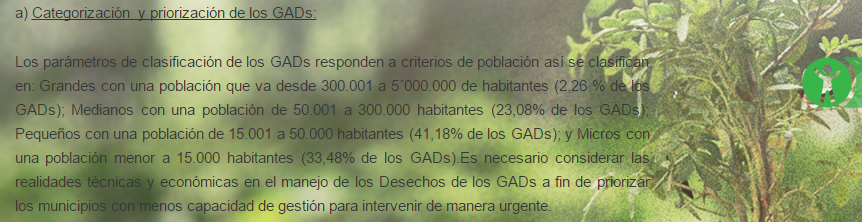 a) Categorización  y priorización de los GADs:
Los parámetros de clasificación de los GADs responden a criterios de población así se clasifican
en: Grandes con una población que va desde 300.001 a 5´000.000 de habitantes (2,26 % de los
GADs); Medianos con una población de 50.001 a 300.000 habitantes (23,08% de los GADs);
Pequeños con una población de 15.001 a 50.000 habitantes (41,18% de los GADs); y Micros con
una población menor a 15.000 habitantes (33,48% de los GADs).Es necesario considerar las
realidades técnicas y económicas en el manejo de los Desechos de los GADs a fin de priorizar
los municipios con menos capacidad de gestión para intervenir de manera urgente.